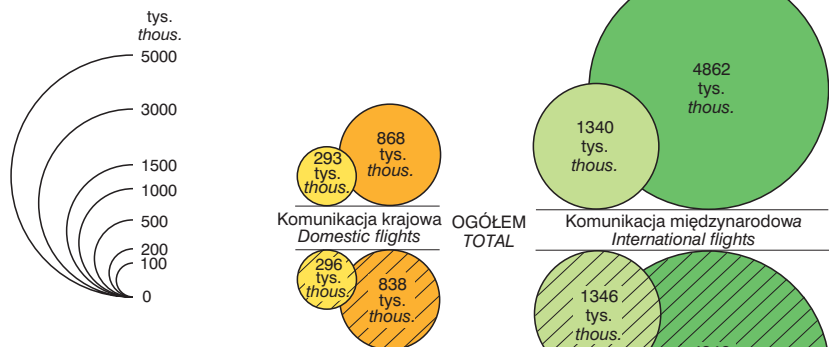 tys.
thous.
5000
3000
1500
1000
500
200
100
0
293
tys.
thous.
868
tys.
thous.
1340
tys.
thous.
4862
tys.
thous.
Komunikacja krajowa
Domestic flights
OGÓŁEM
TOTAL
Komunikacja międzynarodowa
International flights
296
tys.
thous.
838
tys.
thous.
1346
tys.
thous.